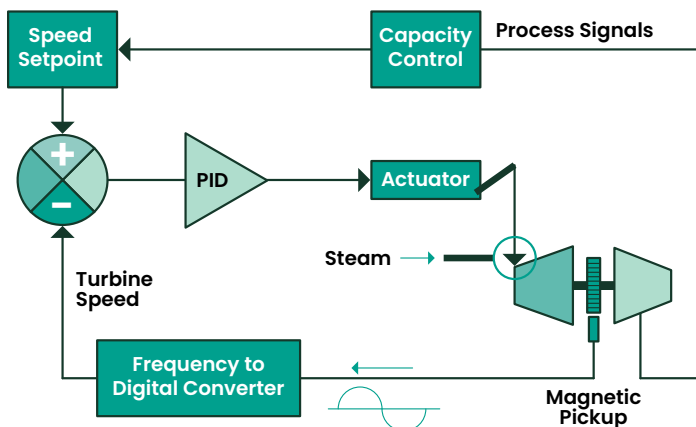 Speed
Setpoint
Capacity
Control
Process Signals
+
PID
Actuator
−
Steam
Turbine
Speed
Frequency to
Digital Converter
Magnetic
Pickup